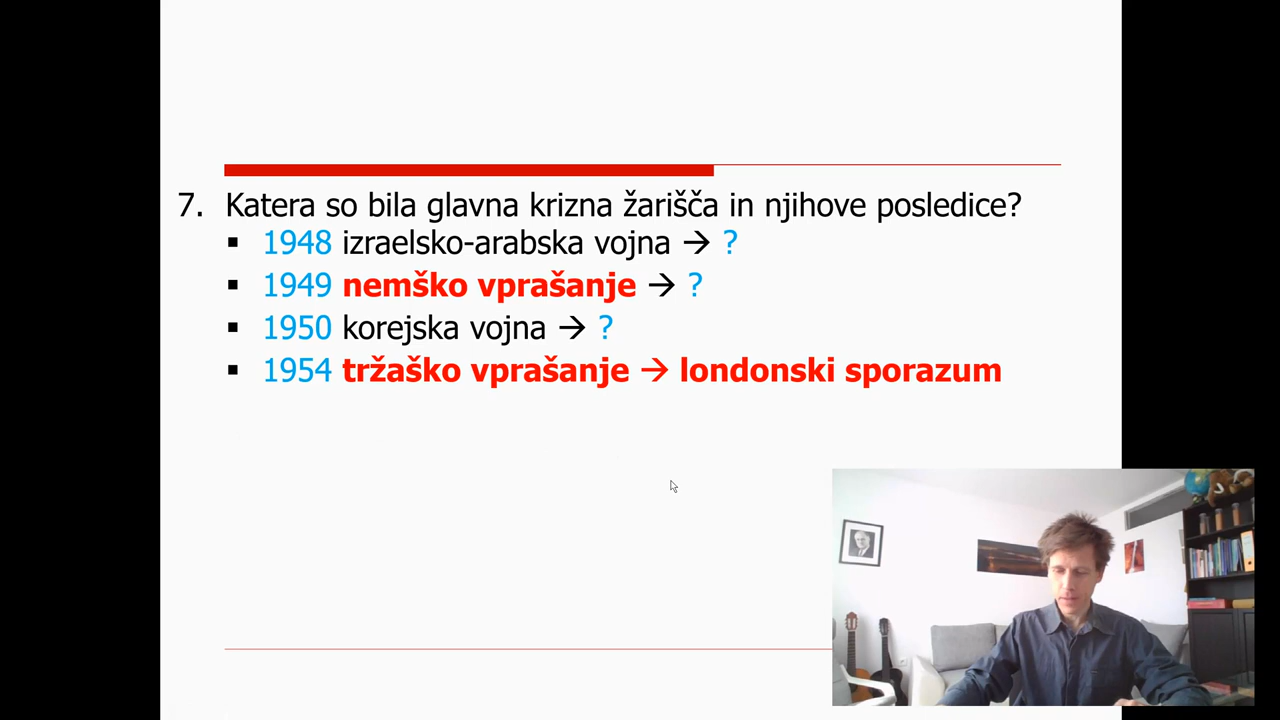 7. Katera so bila glavna krizna žarišča in njihove posledice?
▪ 1948 izraelsko-arabska vojna → ?
▪ 1949 nemško vprašanje → ?
▪ 1950 korejska vojna → ?
▪ 1954 tržaško vprašanje → londonski sporazum